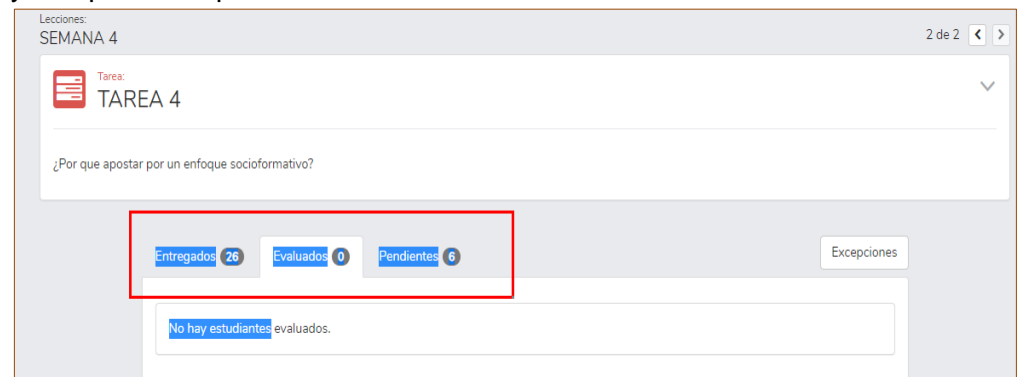 Lecciones:
SEMANA 4
2 de 2
Tarea:
TAREA 4
¿Por que apostar por un enfoque socioformativo?
Entregados 26 Evaluados 0 Pendientes 6
Excepciones
No hay estudiantes evaluados.